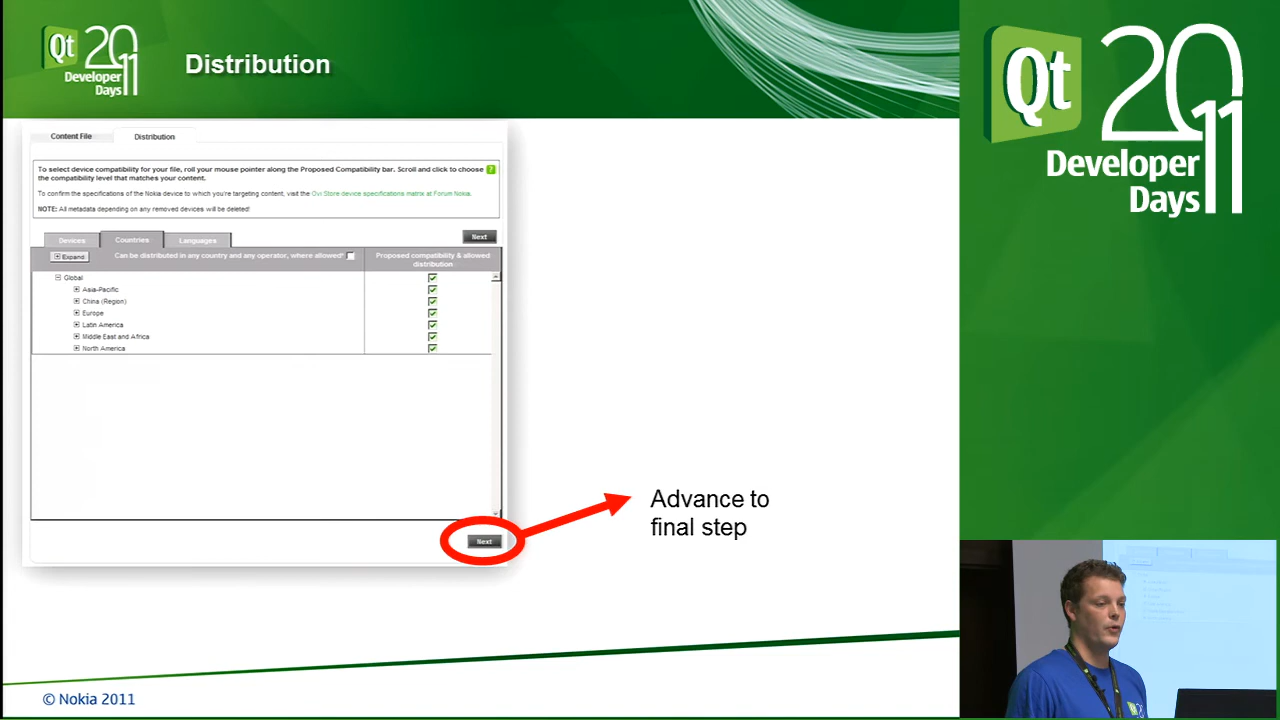 Qt 2011
Developer
Days
Distribution
Content File
Distribution
To select device compatibility for your file, roll your mouse pointer along the Proposed Compatibility bar. Scroll and click to choose ?
the compatibility level that matches your content.
To confirm the specifications of the Nokia device to which you're targeting content, visit the Ovi Store device specifications matrix at Forum Nokia.
NOTE: All metadata depending on any removed devices will be deleted!
Devices
Countries
Languages
Next
Expand
Can be distributed in any country and any operator, where allowed*
Proposed compatibility & allowed
distribution
Global
Asia-Pacific
China (Region)
Europe
Latin America
Middle East and Africa
North America
Next
Advance to
final step
© Nokia 2011
Qt 2011
Developer
Days